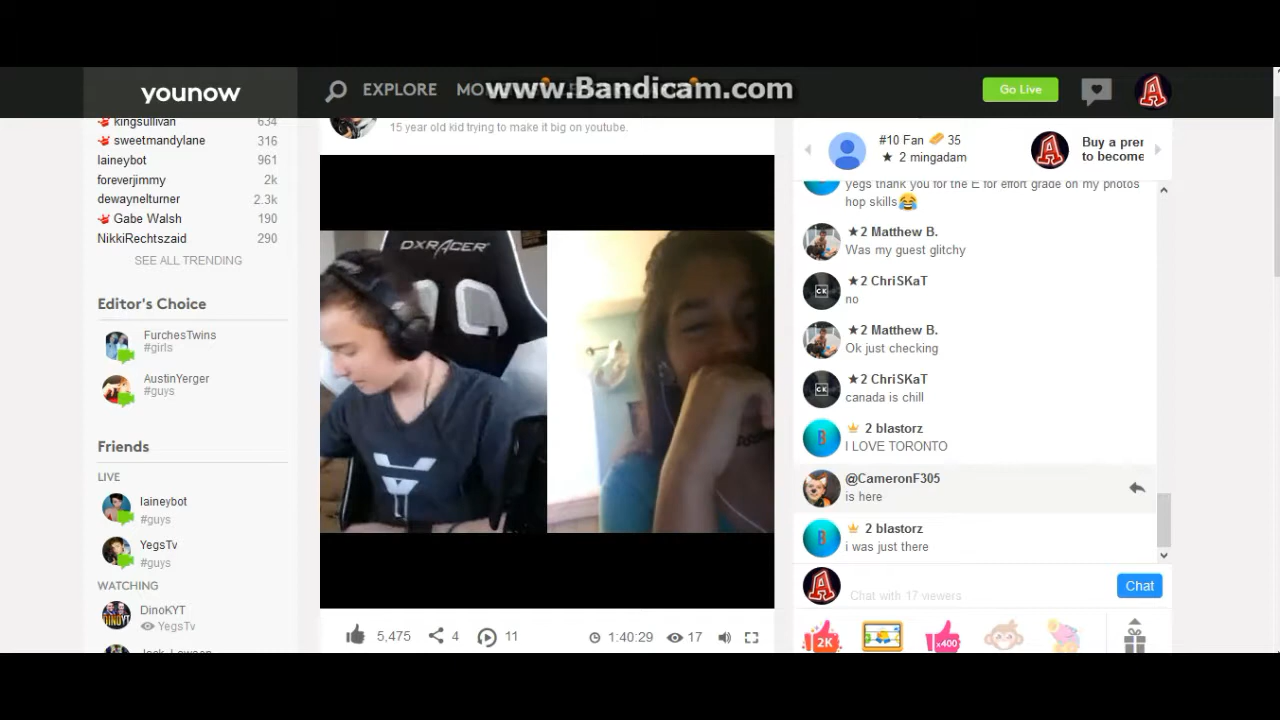 www.Bandicam.com
younow
EXPLORE
Go Live
kingsullivan 634
sweetmandylane 316
laineybot 961
foreverjimmy 2k
dewaynelturner 2.3k
Gabe Walsh 190
NikkiRechtszaid 290
SEE ALL TRENDING
Editor's Choice
FurchesTwins
#girls
AustinYerger
#guys
Friends
LIVE
laineybot
#guys
YegsTv
#guys
WATCHING
DinoKYT
YegsTv
15 year old kid trying to make it big on youtube.
DXRACER
5,475
4
11
1:40:29
17
#10 Fan 35
★ 2 mingadam
Buy a prer
to become
yegs thank you for the E for effort grade on my photos
hop skills😂
★2 Matthew B.
Was my guest glitchy
★2 ChriSKaT
no
★2 Matthew B.
Ok just checking
★2 ChriSKaT
canada is chill
2 blastorz
I LOVE TORONTO
@CameronF305
is here
2 blastorz
i was just there
Chat with 17 viewers
Chat
2K
x400